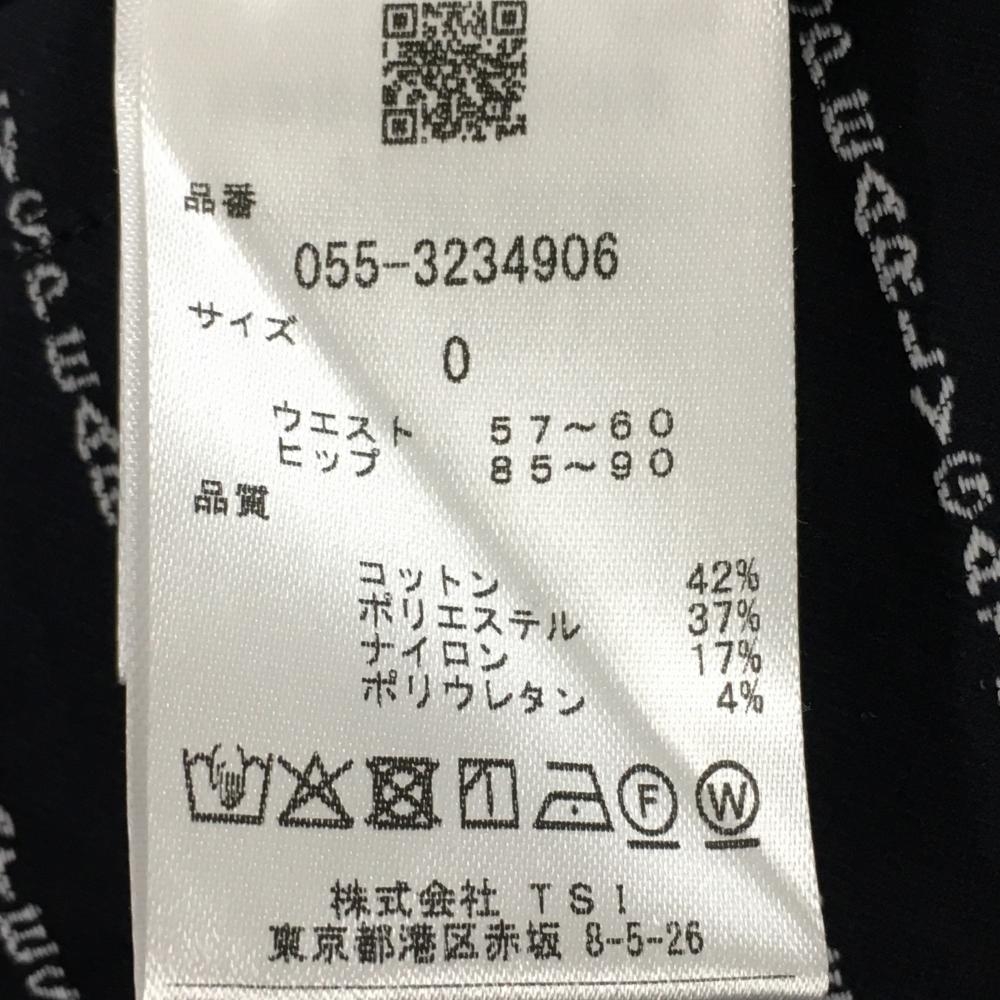 品番
055-3234906
サイズ
0
ウエスト 57〜60
ヒップ 85〜90
品質
コットン 42%
ポリエステル 37%
ナイロン 17%
ポリウレタン 4%
F W
株式会社 TSI
東京都港区赤坂 8-5-26